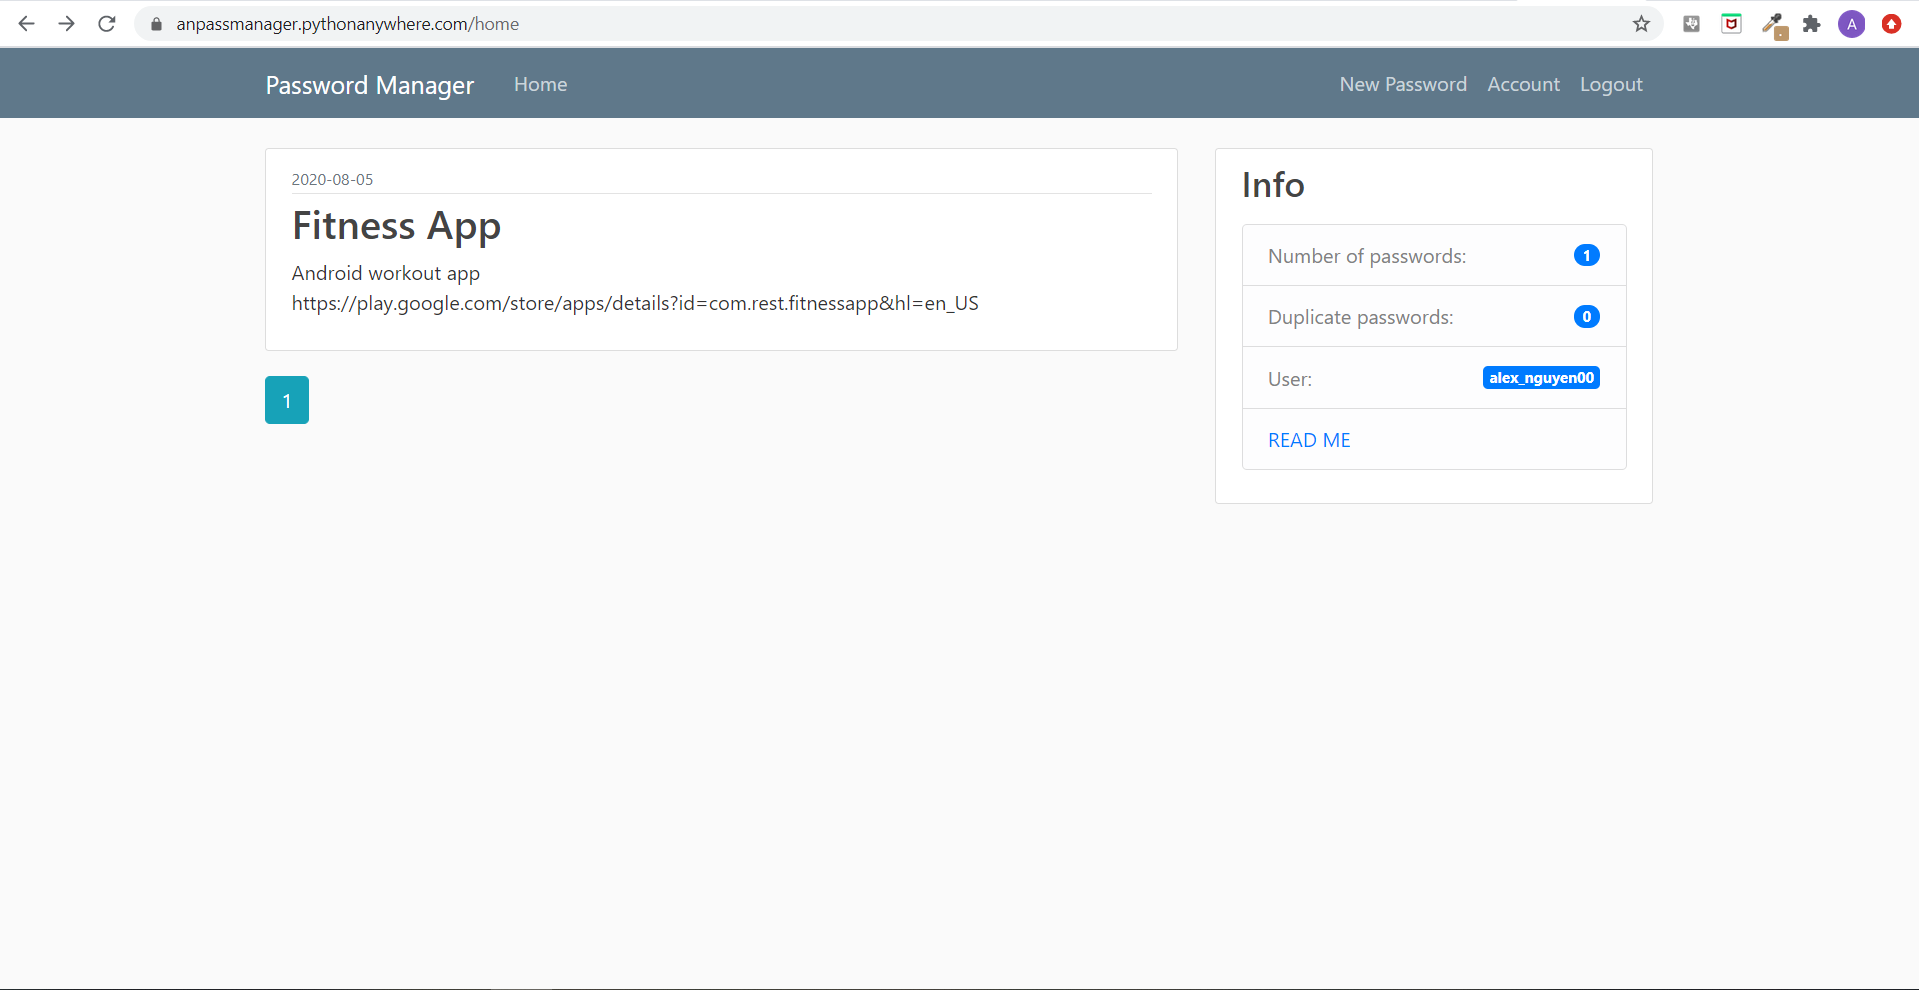 anpassmanager.pythonanywhere.com/home
A
Password Manager Home New Password Account Logout
2020-08-05
Fitness App
Android workout app
https://play.google.com/store/apps/details?id=com.rest.fitnessapp&hl=en_US
1
Info
Number of passwords: 1
Duplicate passwords: 0
User: alex_nguyen00
READ ME